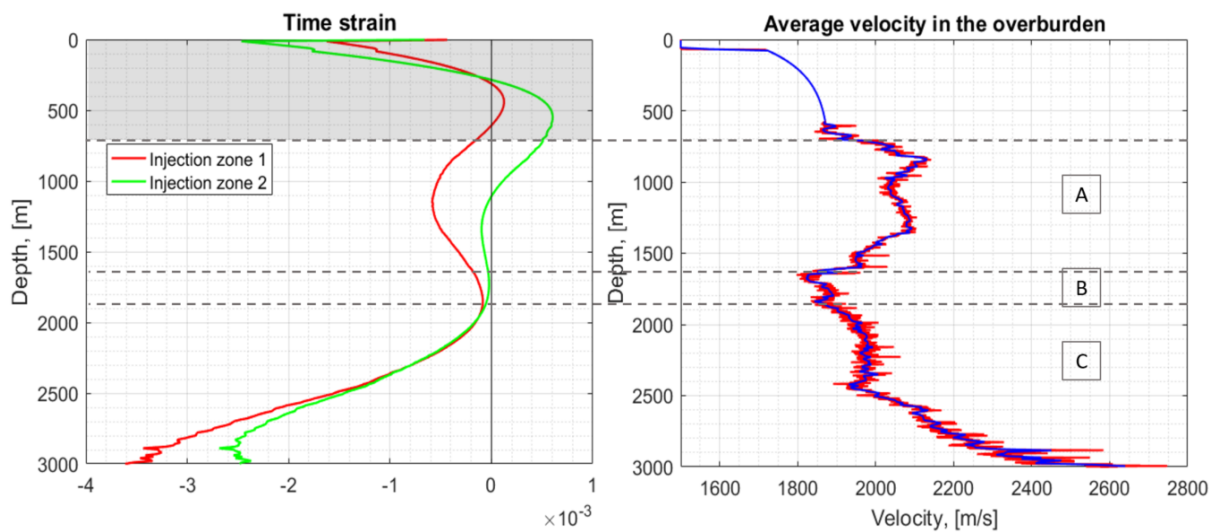 Time strain
0
500
1000
1500
2000
2500
3000
Depth, [m]
Injection zone 1
Injection zone 2
-4
-3
-2
-1
0
1
×10⁻³
Average velocity in the overburden
0
500
1000
1500
2000
2500
3000
Depth, [m]
A
B
C
1600
1800
2000
2200
2400
2600
2800
Velocity, [m/s]